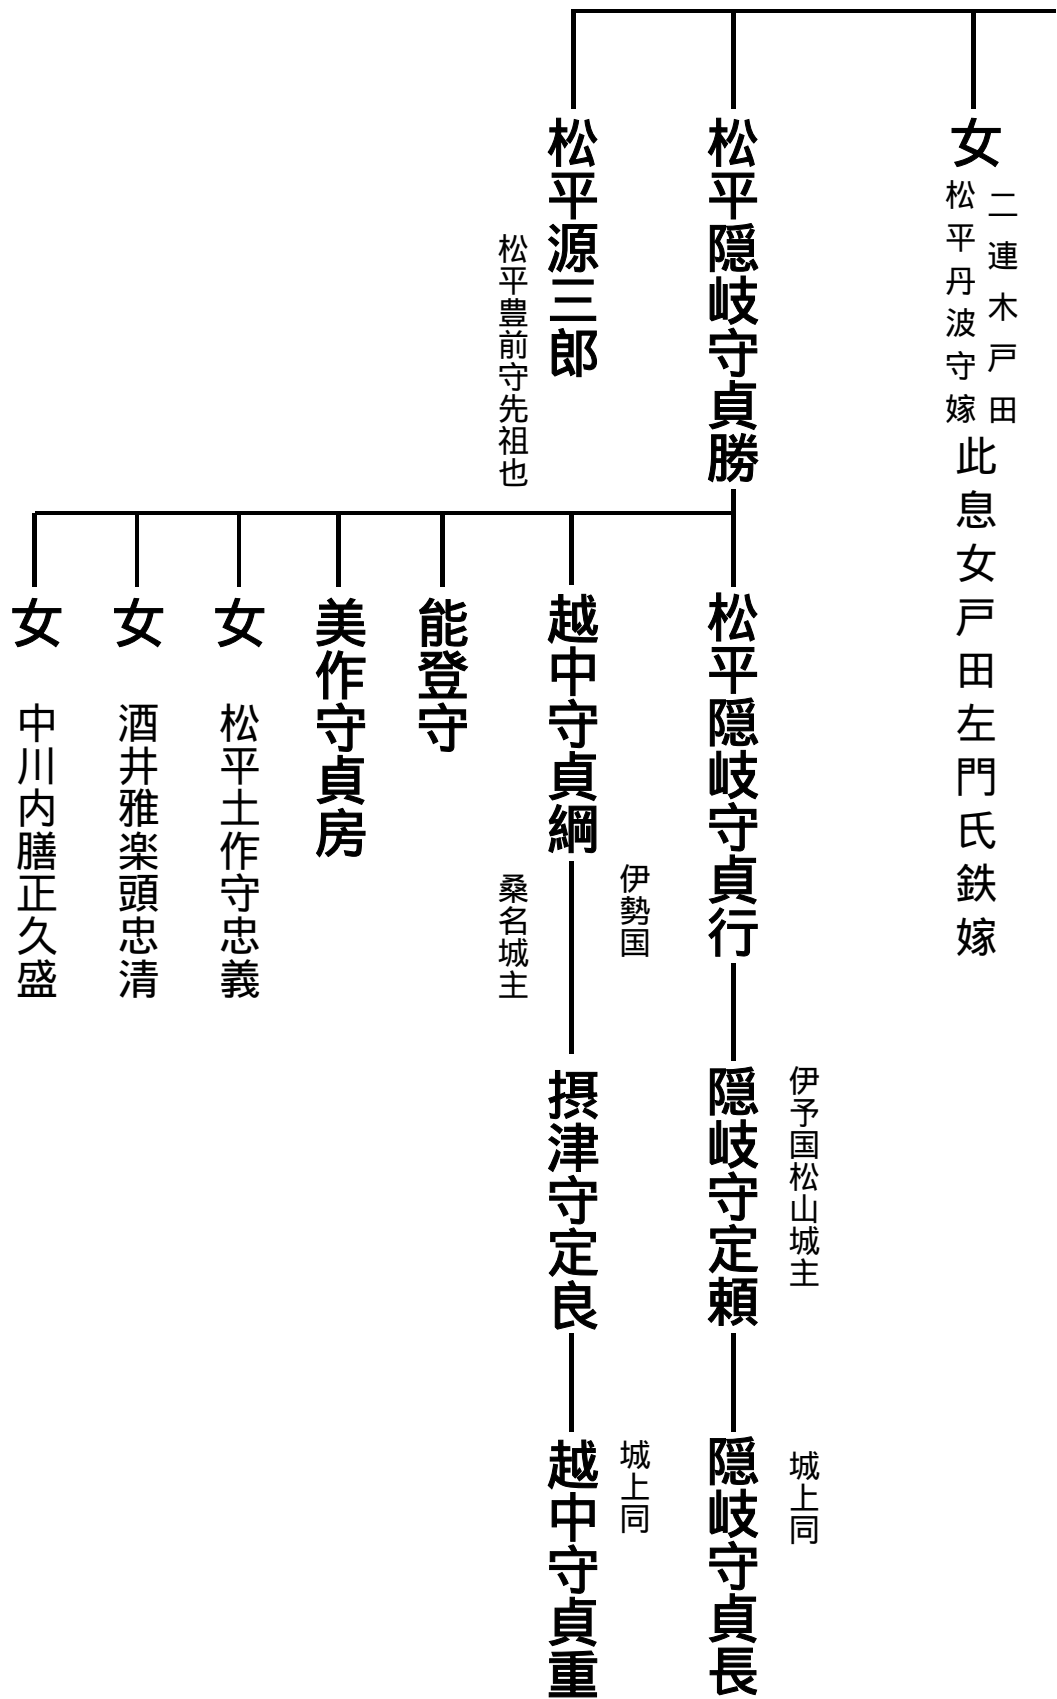 女
二連木戸田
松平丹波守嫁
此息女戸田左門氏鉄嫁
松平隠岐守貞勝
松平源三郎
松平豊前守先祖也
松平隠岐守貞行
伊予国松山城主
隠岐守定頼
城上同
隠岐守貞長
越中守貞綱
伊勢国
桑名城主
摂津守定良
城上同
越中守貞重
能登守
美作守貞房
女
松平土作守忠義
女
酒井雅楽頭忠清
女
中川内膳正久盛